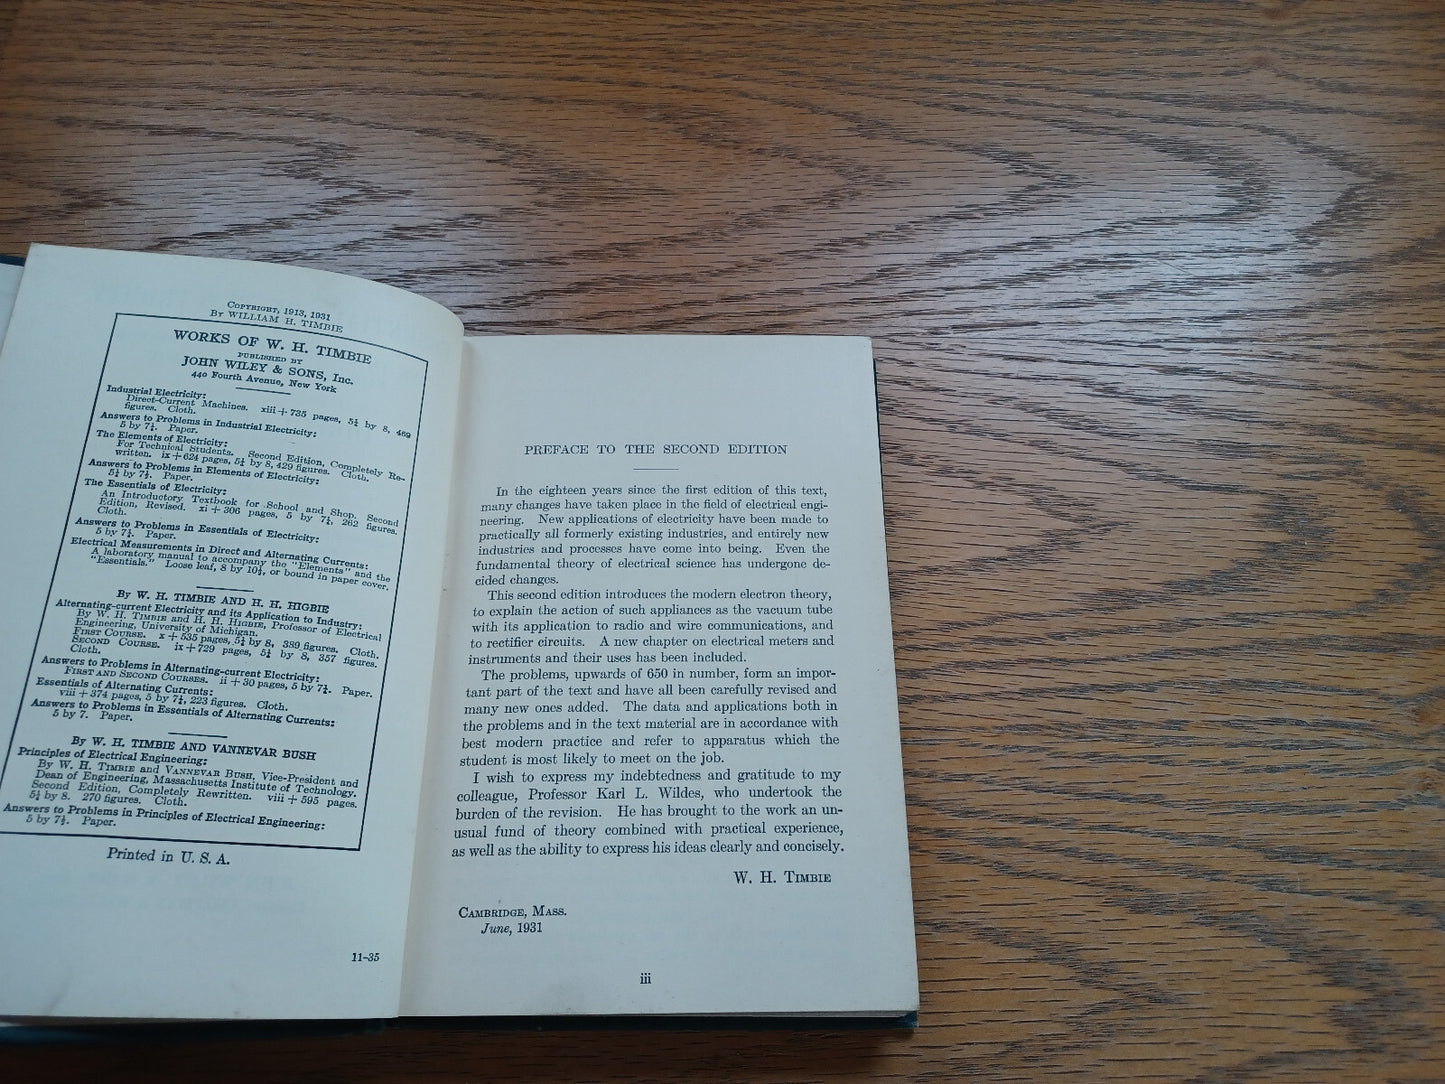 COPYRIGHT, 1913, 1931
BY WILLIAM H. TIMBIE
WORKS OF W. H. TIMBIE
PUBLISHED BY
JOHN WILEY & SONS, Inc.
440 Fourth Avenue, New York
Industrial Electricity:
Direct-Current Machines. xiii + 735 pages, 5¼ by 8, 469
figures. Cloth.
Answers to Problems in Industrial Electricity:
5 by 7¼. Paper.
The Elements of Electricity:
For Technical Students. Second Edition, Completely Re-
written. ix + 624 pages, 5¼ by 8, 429 figures. Cloth.
Answers to Problems in Elements of Electricity:
5¼ by 7¼. Paper.
The Essentials of Electricity:
An Introductory Textbook for School and Shop. Second
Edition, Revised. xi + 306 pages, 5 by 7¼, 262 figures.
Cloth.
Answers to Problems in Essentials of Electricity:
5 by 7¼. Paper.
Electrical Measurements in Direct and Alternating Currents:
A laboratory manual to accompany the "Elements" and the
"Essentials." Loose leaf, 8 by 10½, or bound in paper cover.
By W. H. TIMBIE AND H. H. HIGBIE
Alternating-current Electricity and its Application to Industry:
By W. H. TIMBIE and H. H. HIGBIE, Professor of Electrical
Engineering, University of Michigan.
FIRST COURSE. x + 535 pages, 5¼ by 8, 389 figures. Cloth.
SECOND COURSE. ix + 729 pages, 5¼ by 8, 357 figures.
Cloth.
Answers to Problems in Alternating-current Electricity:
FIRST AND SECOND COURSES. ii + 30 pages, 5 by 7¼. Paper.
Essentials of Alternating Currents:
viii + 374 pages, 5 by 7¼, 223 figures. Cloth.
Answers to Problems in Essentials of Alternating Currents:
5 by 7. Paper.
By W. H. TIMBIE AND VANNEVAR BUSH
Principles of Electrical Engineering:
By W. H. TIMBIE and VANNEVAR BUSH, Vice-President and
Dean of Engineering, Massachusetts Institute of Technology.
Second Edition, Completely Rewritten. viii + 595 pages.
5¼ by 8. 270 figures. Cloth.
Answers to Problems in Principles of Electrical Engineering:
5 by 7¼. Paper.
Printed in U. S. A.
11–35
PREFACE TO THE SECOND EDITION
In the eighteen years since the first edition of this text,
many changes have taken place in the field of electrical engi-
neering. New applications of electricity have been made to
practically all formerly existing industries, and entirely new
industries and processes have come into being. Even the
fundamental theory of electrical science has undergone de-
cided changes.
This second edition introduces the modern electron theory,
to explain the action of such appliances as the vacuum tube
with its application to radio and wire communications, and
to rectifier circuits. A new chapter on electrical meters and
instruments and their uses has been included.
The problems, upwards of 650 in number, form an impor-
tant part of the text and have all been carefully revised and
many new ones added. The data and applications both in
the problems and in the text material are in accordance with
best modern practice and refer to apparatus which the
student is most likely to meet on the job.
I wish to express my indebtedness and gratitude to my
colleague, Professor Karl L. Wildes, who undertook the
burden of the revision. He has brought to the work an un-
usual fund of theory combined with practical experience,
as well as the ability to express his ideas clearly and concisely.
W. H. TIMBIE
CAMBRIDGE, MASS.
June, 1931
iii